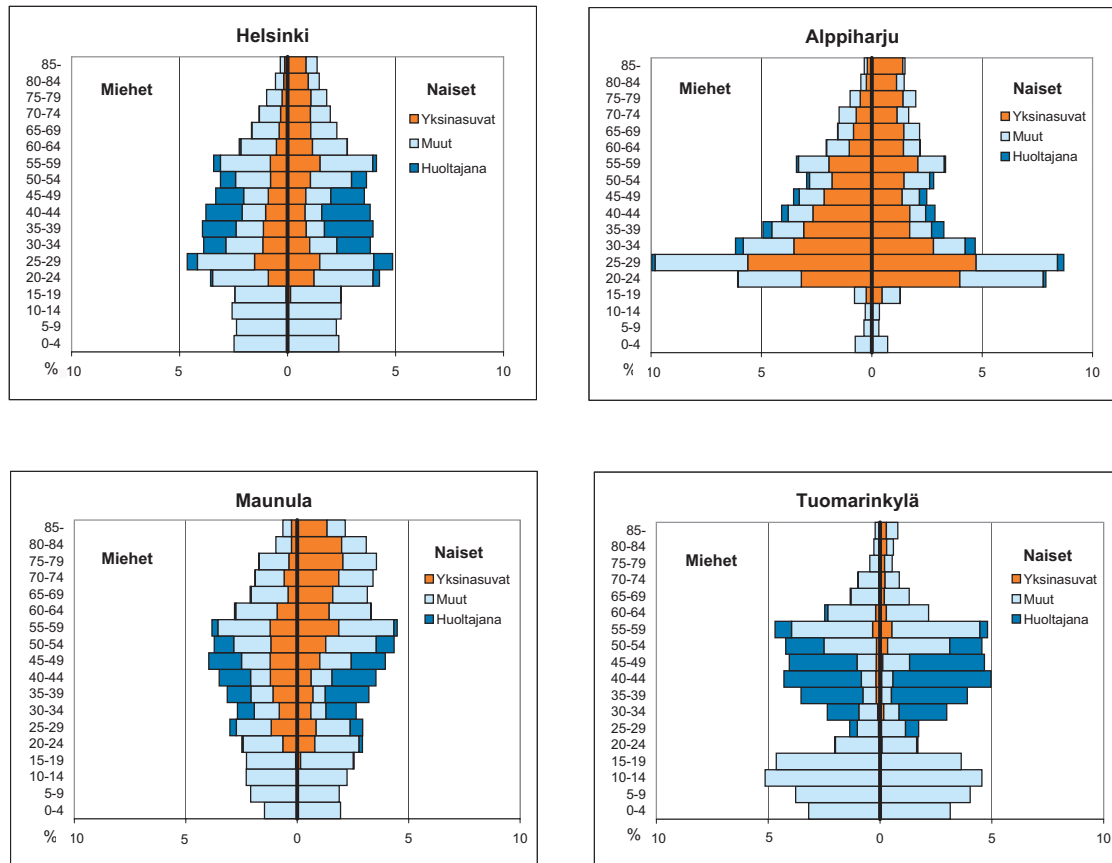 Helsinki
85-
80-84
75-79
70-74
65-69
60-64
55-59
50-54
45-49
40-44
35-39
30-34
25-29
20-24
15-19
10-14
5-9
0-4
Miehet
Naiset
Yksinasuvat
Muut
Huoltajana
% 10 5 0 5 10
Alppiharju
85-
80-84
75-79
70-74
65-69
60-64
55-59
50-54
45-49
40-44
35-39
30-34
25-29
20-24
15-19
10-14
5-9
0-4
Miehet
Naiset
Yksinasuvat
Muut
Huoltajana
% 10 5 0 5 10
Maunula
85-
80-84
75-79
70-74
65-69
60-64
55-59
50-54
45-49
40-44
35-39
30-34
25-29
20-24
15-19
10-14
5-9
0-4
Miehet
Naiset
Yksinasuvat
Muut
Huoltajana
% 10 5 0 5 10
Tuomarinkylä
85-
80-84
75-79
70-74
65-69
60-64
55-59
50-54
45-49
40-44
35-39
30-34
25-29
20-24
15-19
10-14
5-9
0-4
Miehet
Naiset
Yksinasuvat
Muut
Huoltajana
% 10 5 0 5 10